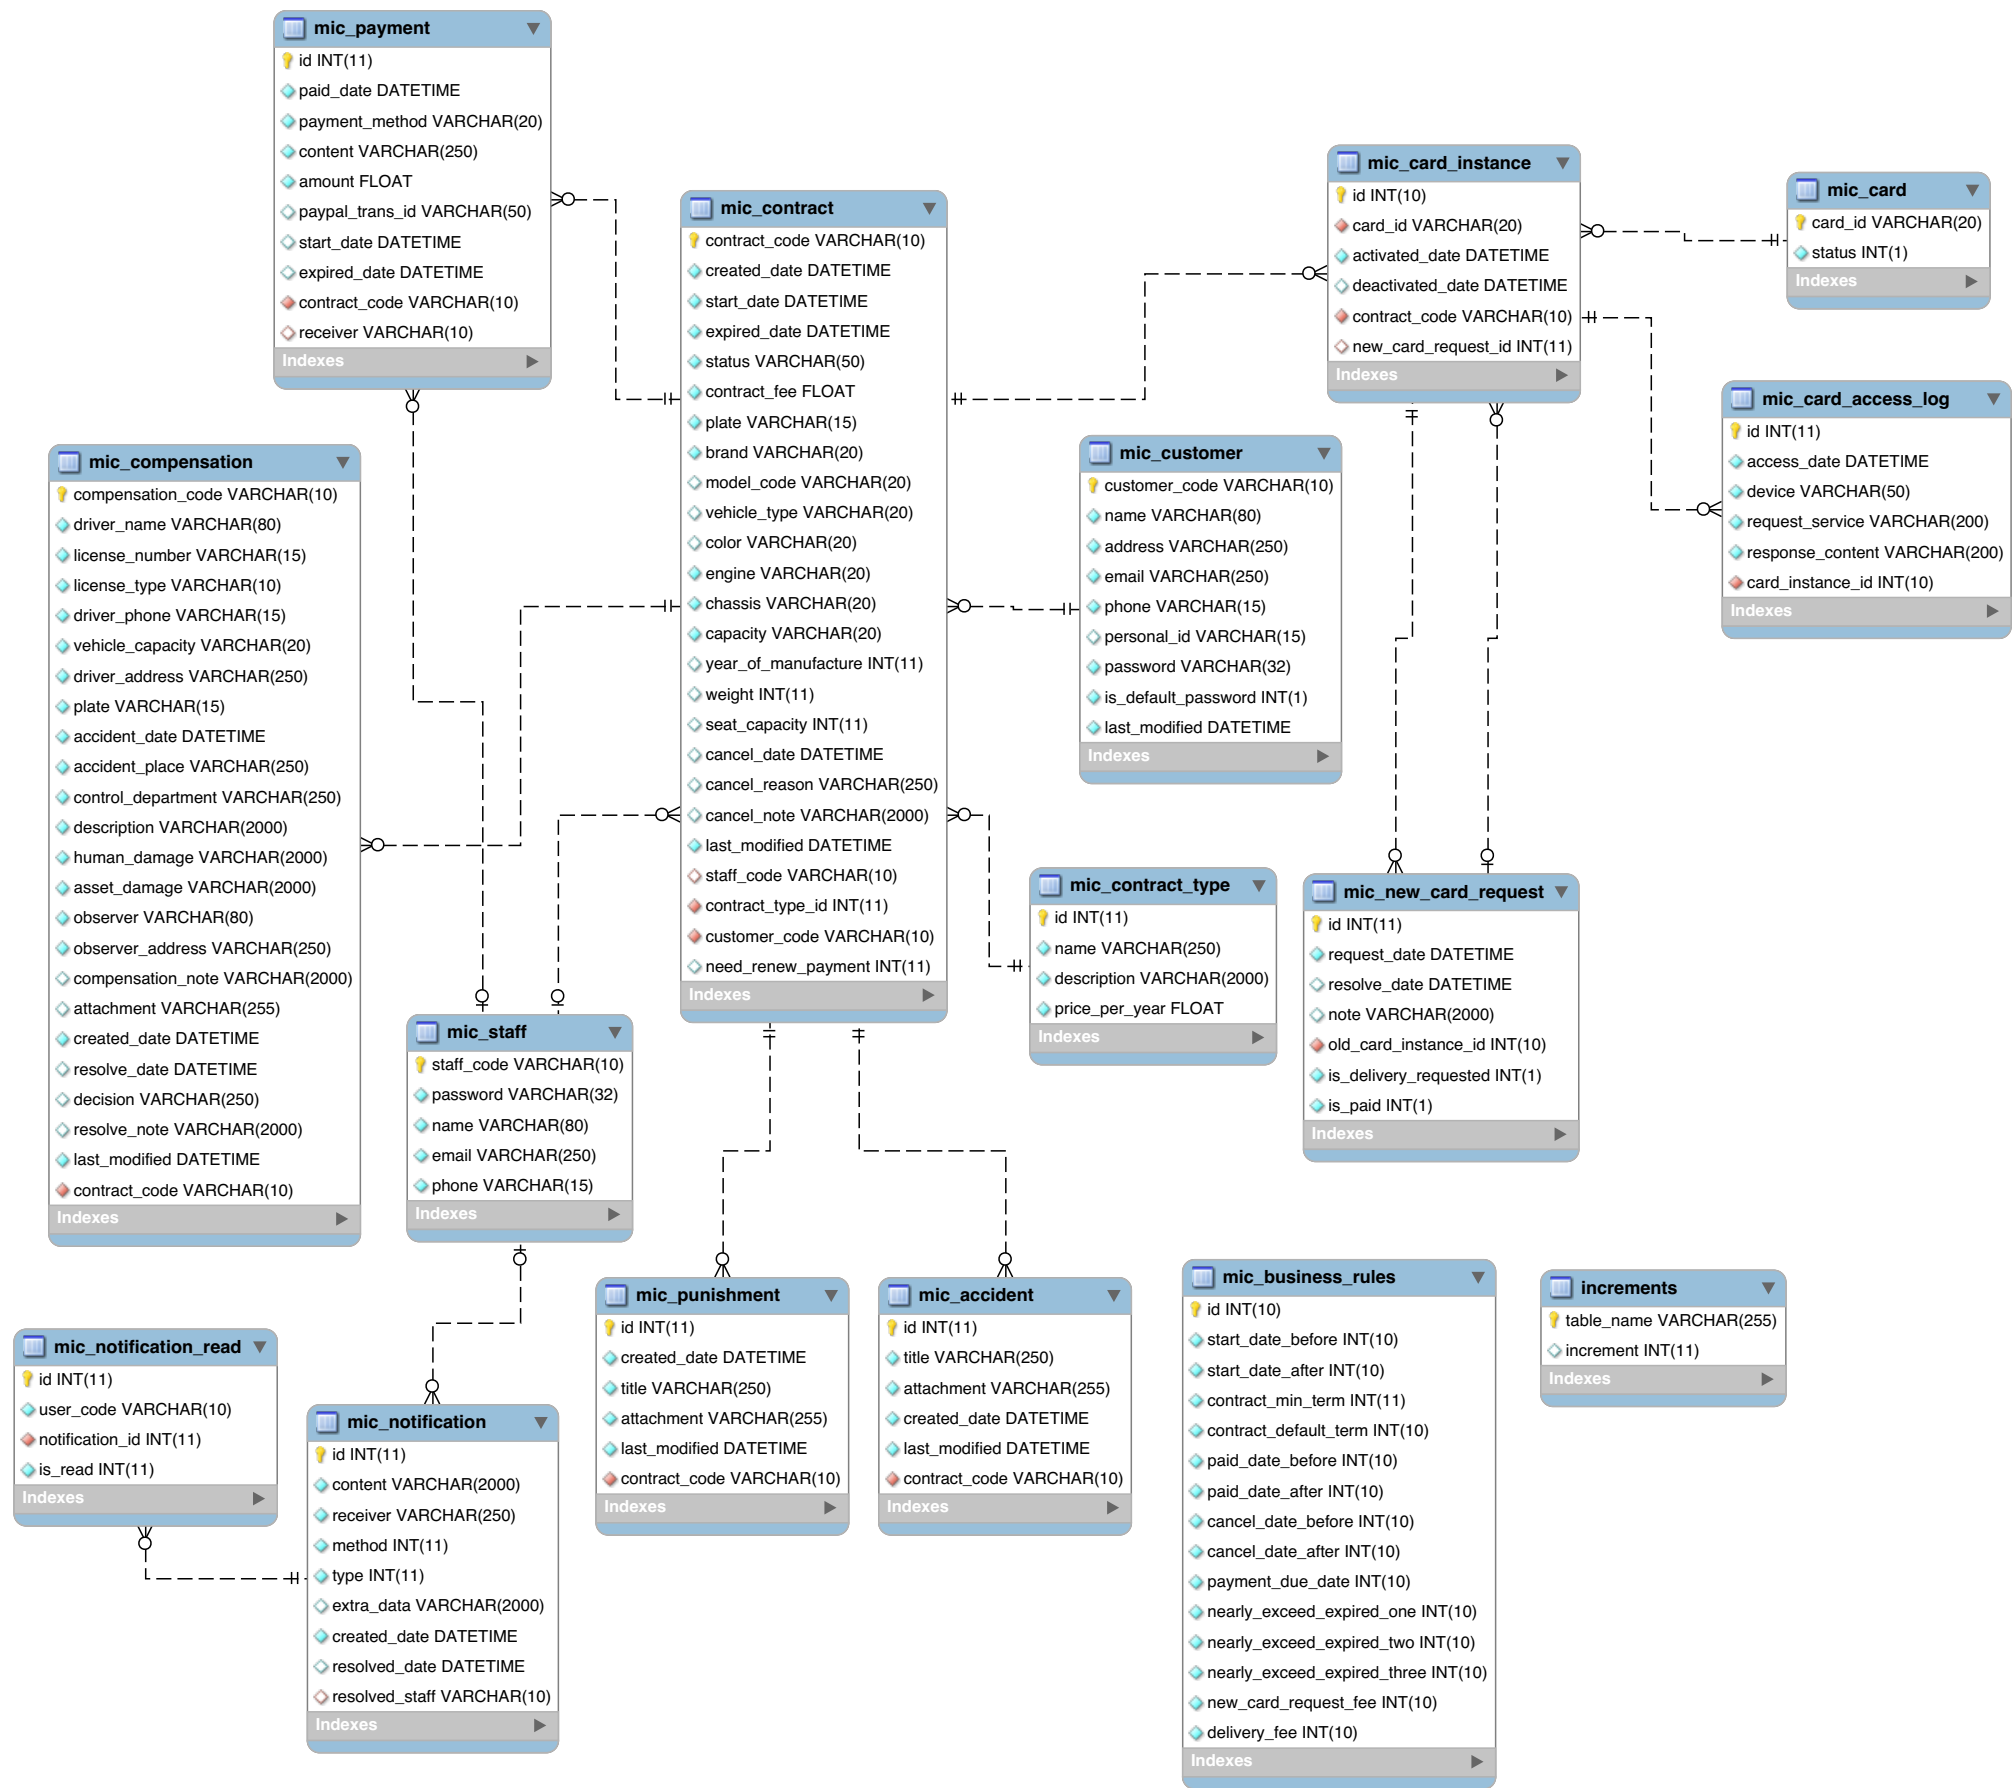 mic_payment
id INT(11)
paid_date DATETIME
payment_method VARCHAR(20)
content VARCHAR(250)
amount FLOAT
paypal_trans_id VARCHAR(50)
start_date DATETIME
expired_date DATETIME
contract_code VARCHAR(10)
receiver VARCHAR(10)
Indexes
mic_contract
contract_code VARCHAR(10)
created_date DATETIME
start_date DATETIME
expired_date DATETIME
status VARCHAR(50)
contract_fee FLOAT
plate VARCHAR(15)
brand VARCHAR(20)
model_code VARCHAR(20)
vehicle_type VARCHAR(20)
color VARCHAR(20)
engine VARCHAR(20)
chassis VARCHAR(20)
capacity VARCHAR(20)
year_of_manufacture INT(11)
weight INT(11)
seat_capacity INT(11)
cancel_date DATETIME
cancel_reason VARCHAR(250)
cancel_note VARCHAR(2000)
last_modified DATETIME
staff_code VARCHAR(10)
contract_type_id INT(11)
customer_code VARCHAR(10)
need_renew_payment INT(11)
Indexes
mic_card_instance
id INT(10)
card_id VARCHAR(20)
activated_date DATETIME
deactivated_date DATETIME
contract_code VARCHAR(10)
new_card_request_id INT(11)
Indexes
mic_card
card_id VARCHAR(20)
status INT(1)
Indexes
mic_card_access_log
id INT(11)
access_date DATETIME
device VARCHAR(50)
request_service VARCHAR(200)
response_content VARCHAR(200)
card_instance_id INT(10)
Indexes
mic_compensation
compensation_code VARCHAR(10)
driver_name VARCHAR(80)
license_number VARCHAR(15)
license_type VARCHAR(10)
driver_phone VARCHAR(15)
vehicle_capacity VARCHAR(20)
driver_address VARCHAR(250)
plate VARCHAR(15)
accident_date DATETIME
accident_place VARCHAR(250)
control_department VARCHAR(250)
description VARCHAR(2000)
human_damage VARCHAR(2000)
asset_damage VARCHAR(2000)
observer VARCHAR(80)
observer_address VARCHAR(250)
compensation_note VARCHAR(2000)
attachment VARCHAR(255)
created_date DATETIME
resolve_date DATETIME
decision VARCHAR(250)
resolve_note VARCHAR(2000)
last_modified DATETIME
contract_code VARCHAR(10)
Indexes
mic_customer
customer_code VARCHAR(10)
name VARCHAR(80)
address VARCHAR(250)
email VARCHAR(250)
phone VARCHAR(15)
personal_id VARCHAR(15)
password VARCHAR(32)
is_default_password INT(1)
last_modified DATETIME
Indexes
mic_contract_type
id INT(11)
name VARCHAR(250)
description VARCHAR(2000)
price_per_year FLOAT
Indexes
mic_new_card_request
id INT(11)
request_date DATETIME
resolve_date DATETIME
note VARCHAR(2000)
old_card_instance_id INT(10)
is_delivery_requested INT(1)
is_paid INT(1)
Indexes
mic_staff
staff_code VARCHAR(10)
password VARCHAR(32)
name VARCHAR(80)
email VARCHAR(250)
phone VARCHAR(15)
Indexes
mic_notification_read
id INT(11)
user_code VARCHAR(10)
notification_id INT(11)
is_read INT(11)
Indexes
mic_notification
id INT(11)
content VARCHAR(2000)
receiver VARCHAR(250)
method INT(11)
type INT(11)
extra_data VARCHAR(2000)
created_date DATETIME
resolved_date DATETIME
resolved_staff VARCHAR(10)
Indexes
mic_punishment
id INT(11)
created_date DATETIME
title VARCHAR(250)
attachment VARCHAR(255)
last_modified DATETIME
contract_code VARCHAR(10)
Indexes
mic_accident
id INT(11)
title VARCHAR(250)
attachment VARCHAR(255)
created_date DATETIME
last_modified DATETIME
contract_code VARCHAR(10)
Indexes
mic_business_rules
id INT(10)
start_date_before INT(10)
start_date_after INT(10)
contract_min_term INT(11)
contract_default_term INT(10)
paid_date_before INT(10)
paid_date_after INT(10)
cancel_date_before INT(10)
cancel_date_after INT(10)
payment_due_date INT(10)
nearly_exceed_expired_one INT(10)
nearly_exceed_expired_two INT(10)
nearly_exceed_expired_three INT(10)
new_card_request_fee INT(10)
delivery_fee INT(10)
Indexes
increments
table_name VARCHAR(255)
increment INT(11)
Indexes